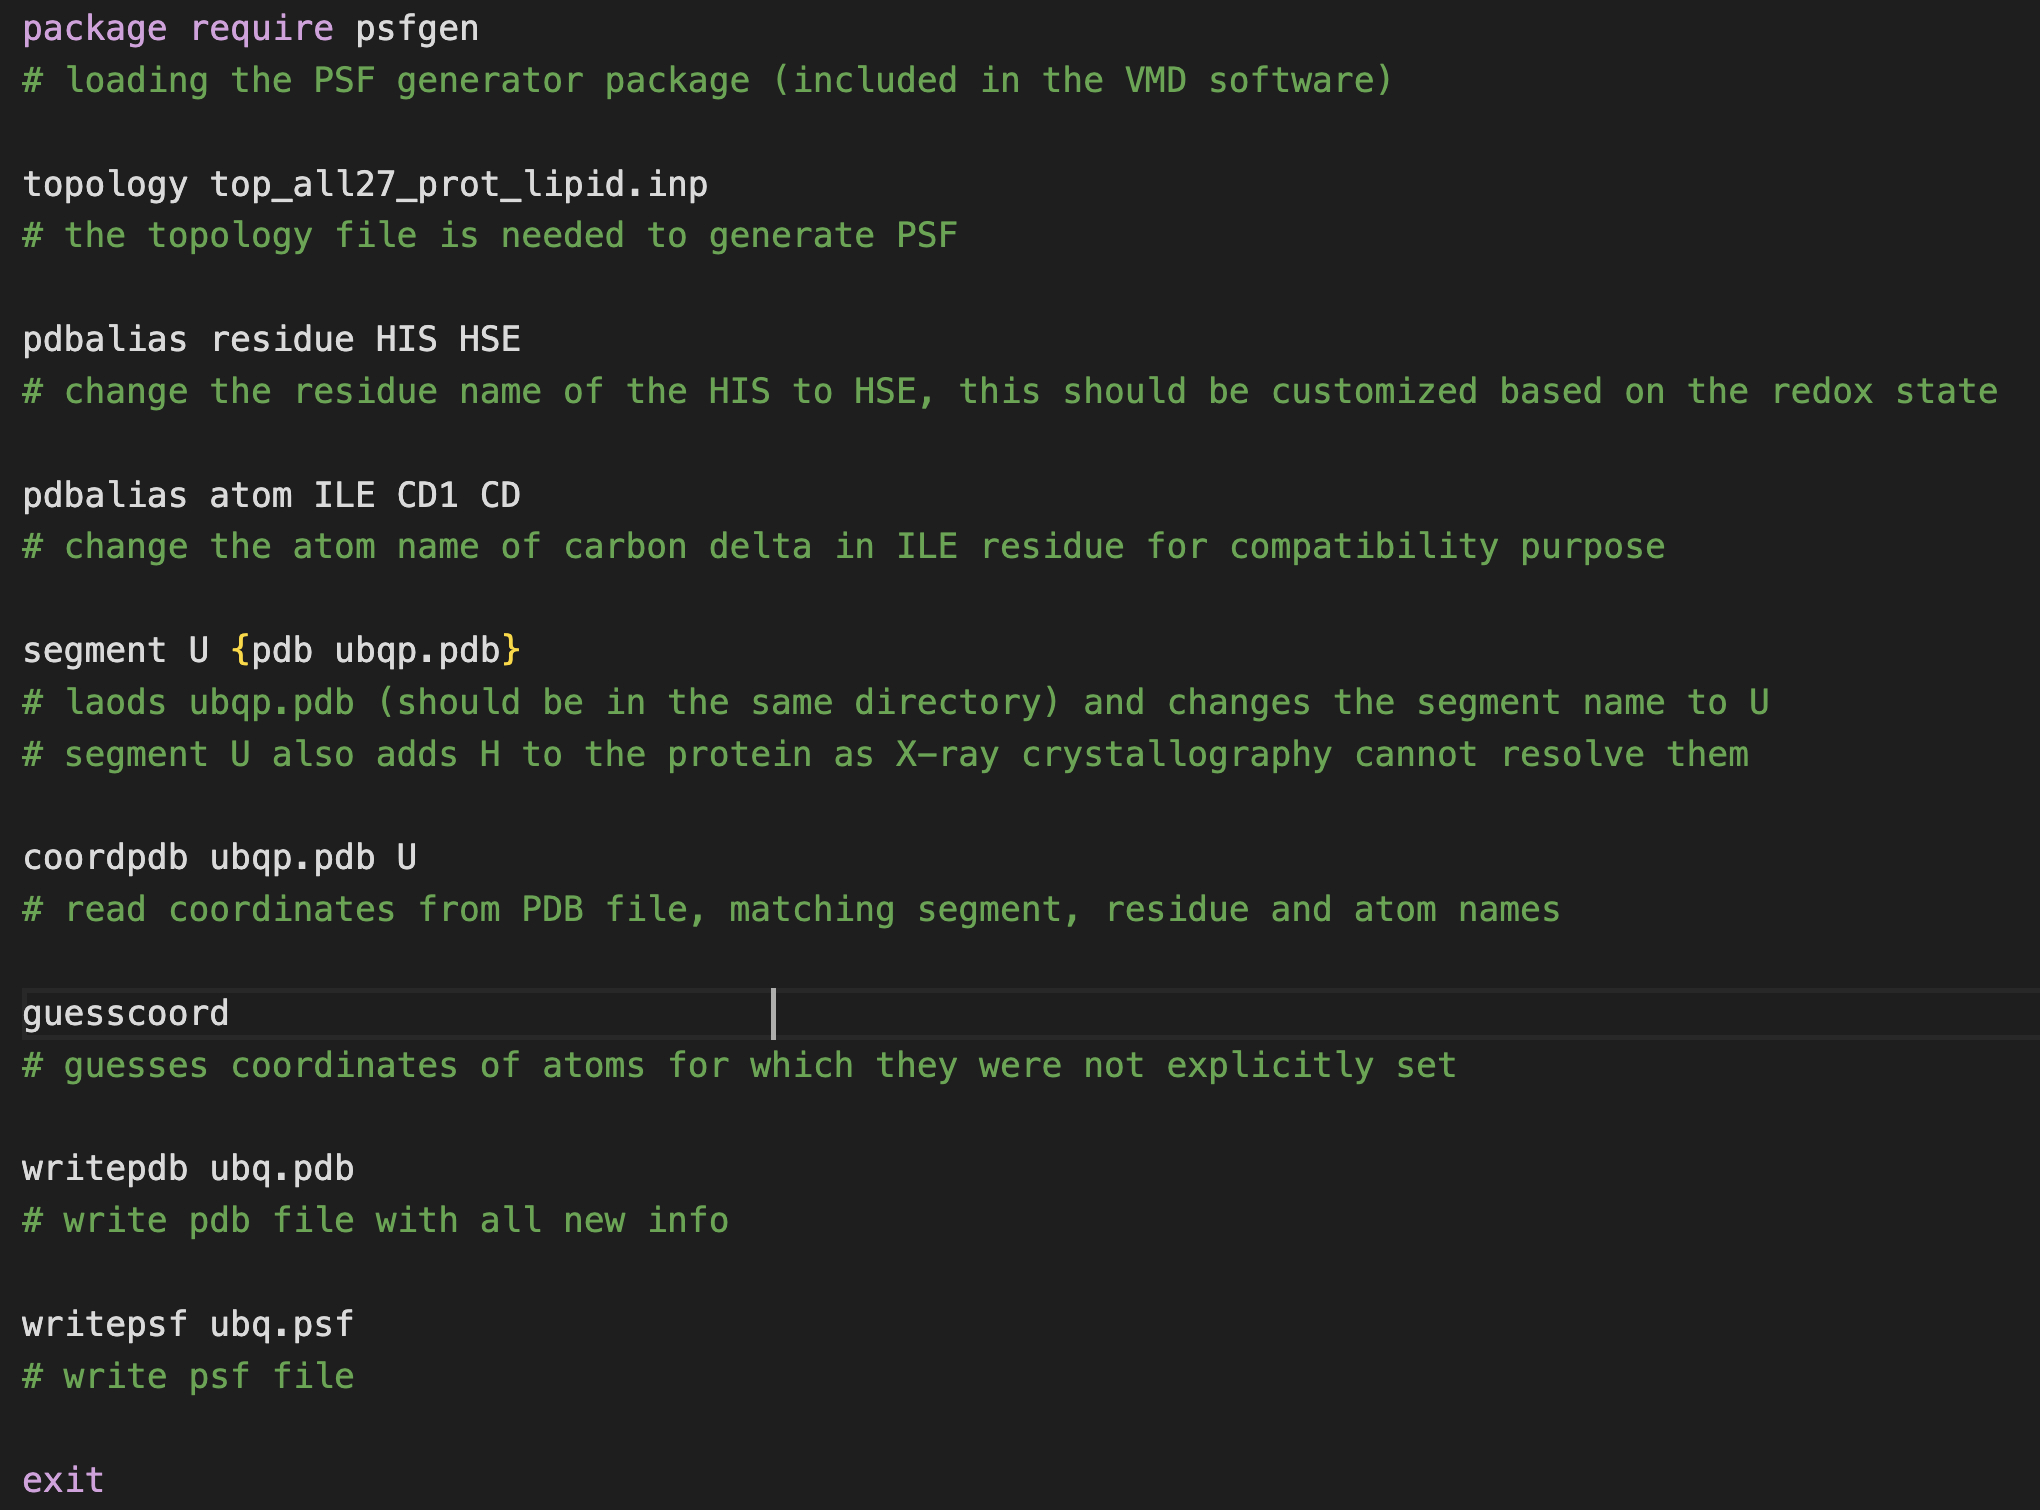 package require psfgen
# loading the PSF generator package (included in the VMD software)
topology top_all27_prot_lipid.inp
# the topology file is needed to generate PSF
pdbalias residue HIS HSE
# change the residue name of the HIS to HSE, this should be customized based on the redox state
pdbalias atom ILE CD1 CD
# change the atom name of carbon delta in ILE residue for compatibility purpose
segment U {pdb ubqp.pdb}
# laods ubqp.pdb (should be in the same directory) and changes the segment name to U
# segment U also adds H to the protein as X-ray crystallography cannot resolve them
coordpdb ubqp.pdb U
# read coordinates from PDB file, matching segment, residue and atom names
guesscoord
# guesses coordinates of atoms for which they were not explicitly set
writepdb ubq.pdb
# write pdb file with all new info
writepsf ubq.psf
# write psf file
exit